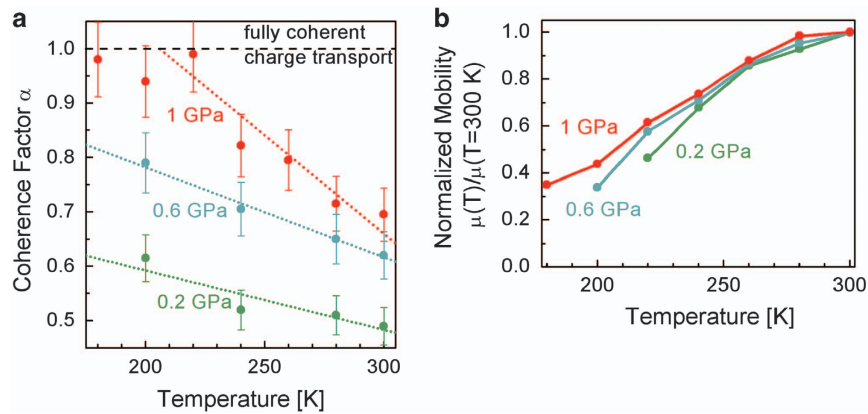 a
fully coherent
charge transport
1 GPa
0.6 GPa
0.2 GPa
Coherence Factor α
1.0
0.9
0.8
0.7
0.6
0.5
200
250
300
Temperature [K]
b
1 GPa
0.2 GPa
0.6 GPa
Normalized Mobility
μ(T)/μ(T=300 K)
1.0
0.8
0.6
0.4
0.2
0.0
200
250
300
Temperature [K]